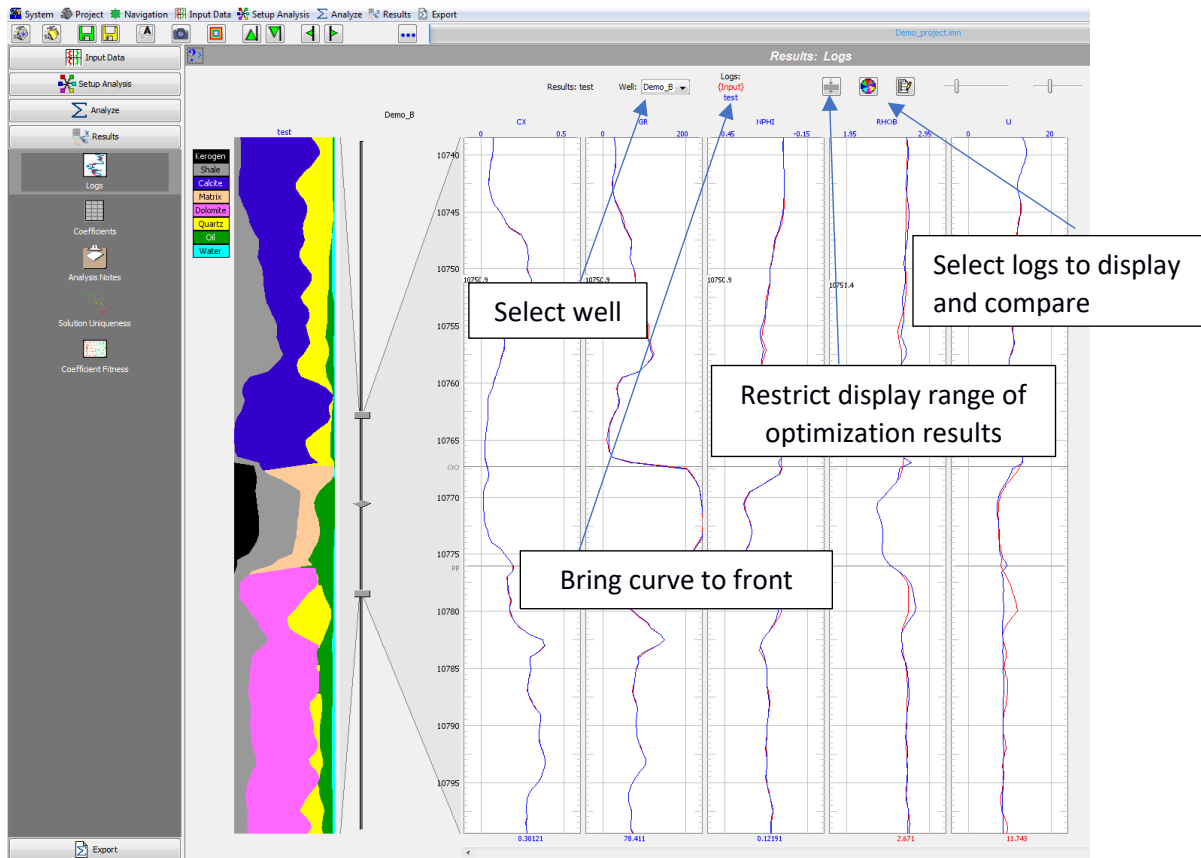 System Project Navigation Input Data Setup Analysis Analyze Results Export
A
Demo_project.imn
Input Data
?
Results: Logs
Setup Analysis
Results: test Well: Demo_B Logs:
{Input}
test
Analyze
Demo_B
Results
test
CX GR NPHI RHOB U
0 0.5 0 200 0.45 -0.15 1.95 2.95 0 20
Kerogen
Shale
Calcite
Matrix
Dolomite
Quartz
Oil
Water
Logs
Coefficients
Analysis Notes
Solution Uniqueness
Coefficient Fitness
10740
10745
10750
10750.9 10750.9 10750.9 10751.4
10755
10760
10765
OO
10770
10775
PP
10780
10785
10790
10795
Select well
Select logs to display
and compare
Restrict display range of
optimization results
Bring curve to front
0.30121 78.411 0.12191 2.671 11.743
Export